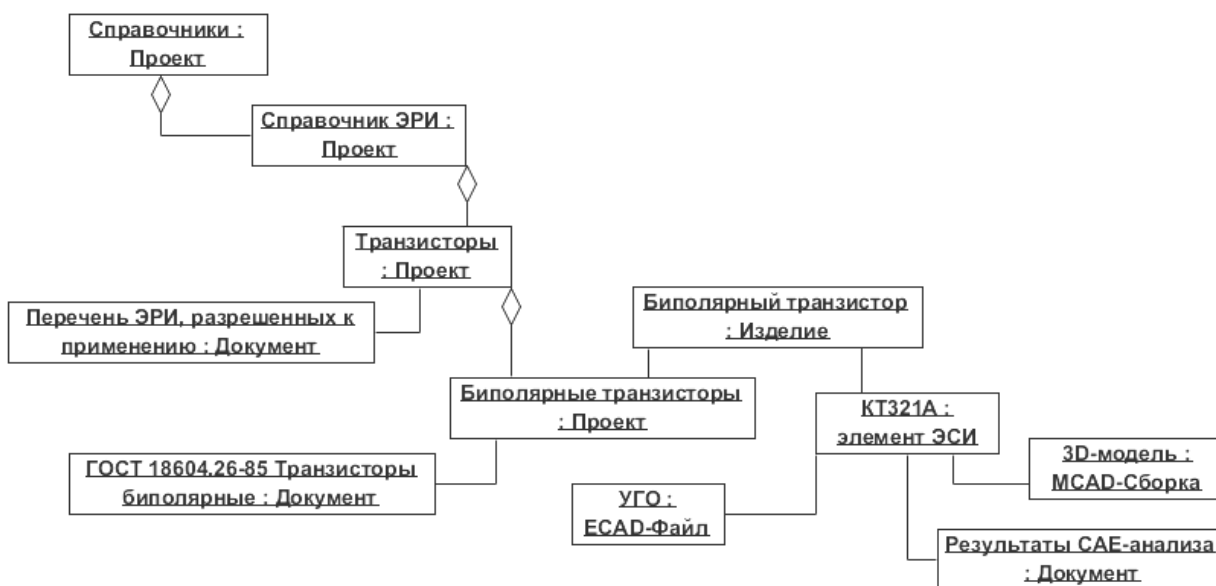 Справочники :
Проект
Справочник ЭРИ :
Проект
Транзисторы
: Проект
Перечень ЭРИ, разрешенных к
применению : Документ
Биполярный транзистор
: Изделие
Биполярные транзисторы
: Проект
КТ321А :
элемент ЭСИ
ГОСТ 18604.26-85 Транзисторы
биполярные : Документ
3D-модель :
MCAD-Сборка
УГО :
ECAD-Файл
Результаты CAE-анализа
: Документ